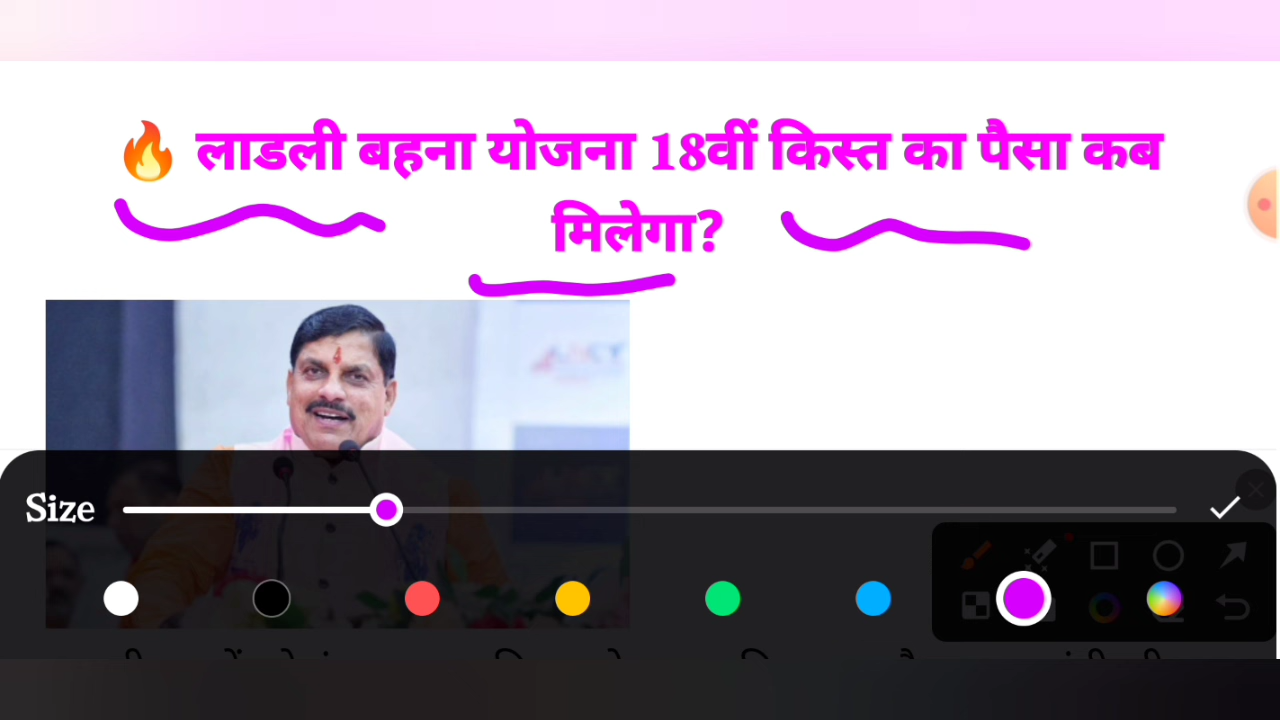 🔥 लाडली बहना योजना 18वीं किस्त का पैसा कब
मिलेगा?
Size